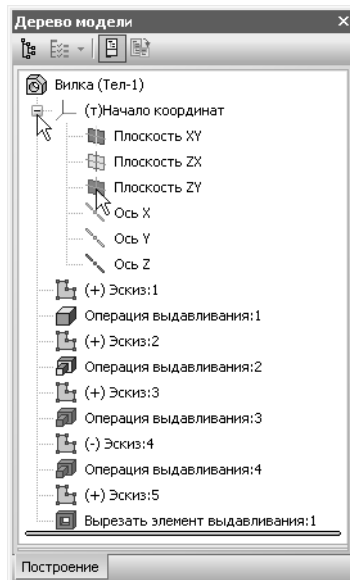 Дерево модели
Вилка (Тел-1)
(т)Начало координат
Плоскость XY
Плоскость ZX
Плоскость ZY
Ось X
Ось Y
Ось Z
(+) Эскиз:1
Операция выдавливания:1
(+) Эскиз:2
Операция выдавливания:2
(+) Эскиз:3
Операция выдавливания:3
(-) Эскиз:4
Операция выдавливания:4
(+) Эскиз:5
Вырезать элемент выдавливания:1
Построение